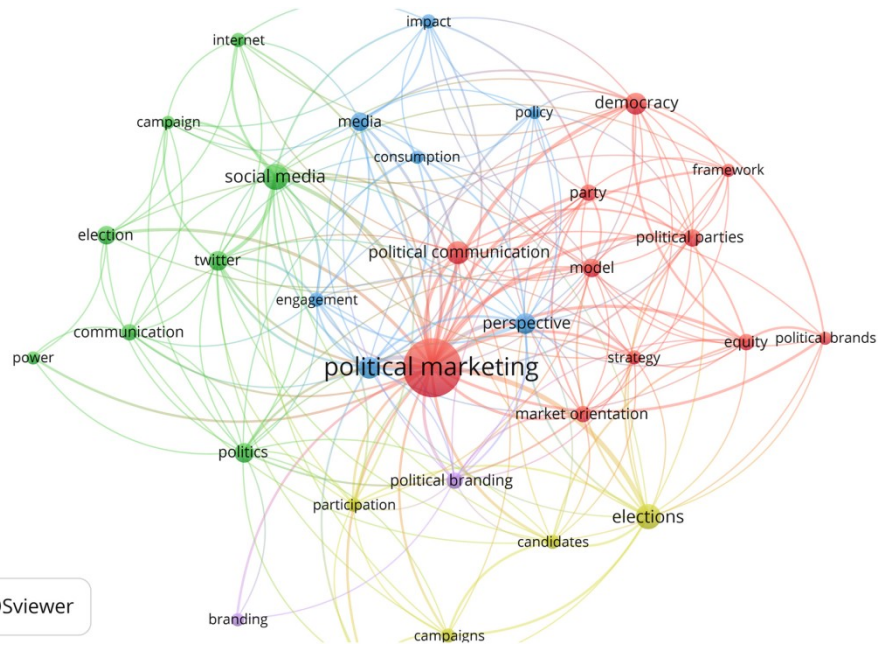 impact
internet
democracy
policy
media
campaign
consumption
framework
social media
party
election
political parties
political communication
twitter
model
engagement
perspective
communication
equity
political brands
power
strategy
political marketing
market orientation
politics
political branding
participation
elections
candidates
Sviewer
branding
campaigns